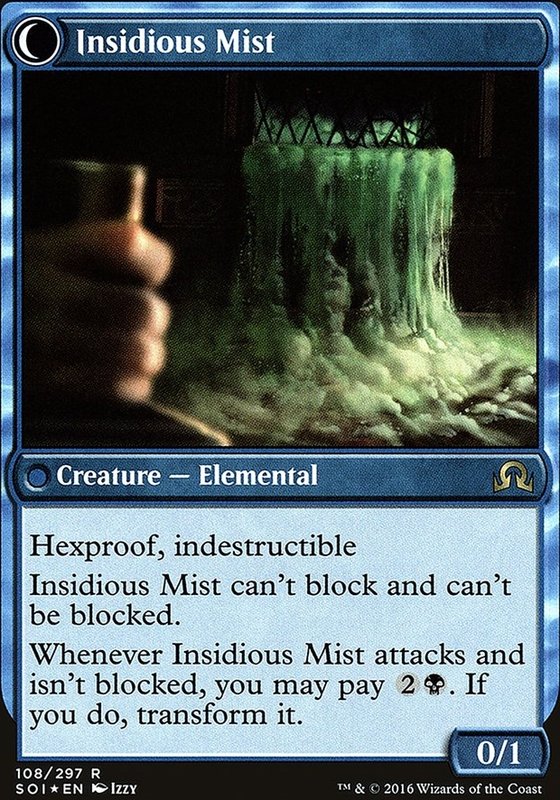 Insidious Mist
Creature — Elemental
Hexproof, indestructible
Insidious Mist can't block and can't
be blocked.
Whenever Insidious Mist attacks and
isn't blocked, you may pay 2. If
you do, transform it.
0/1
108/297 R
SOI★EN Izzy
™ & © 2016 Wizards of the Coast